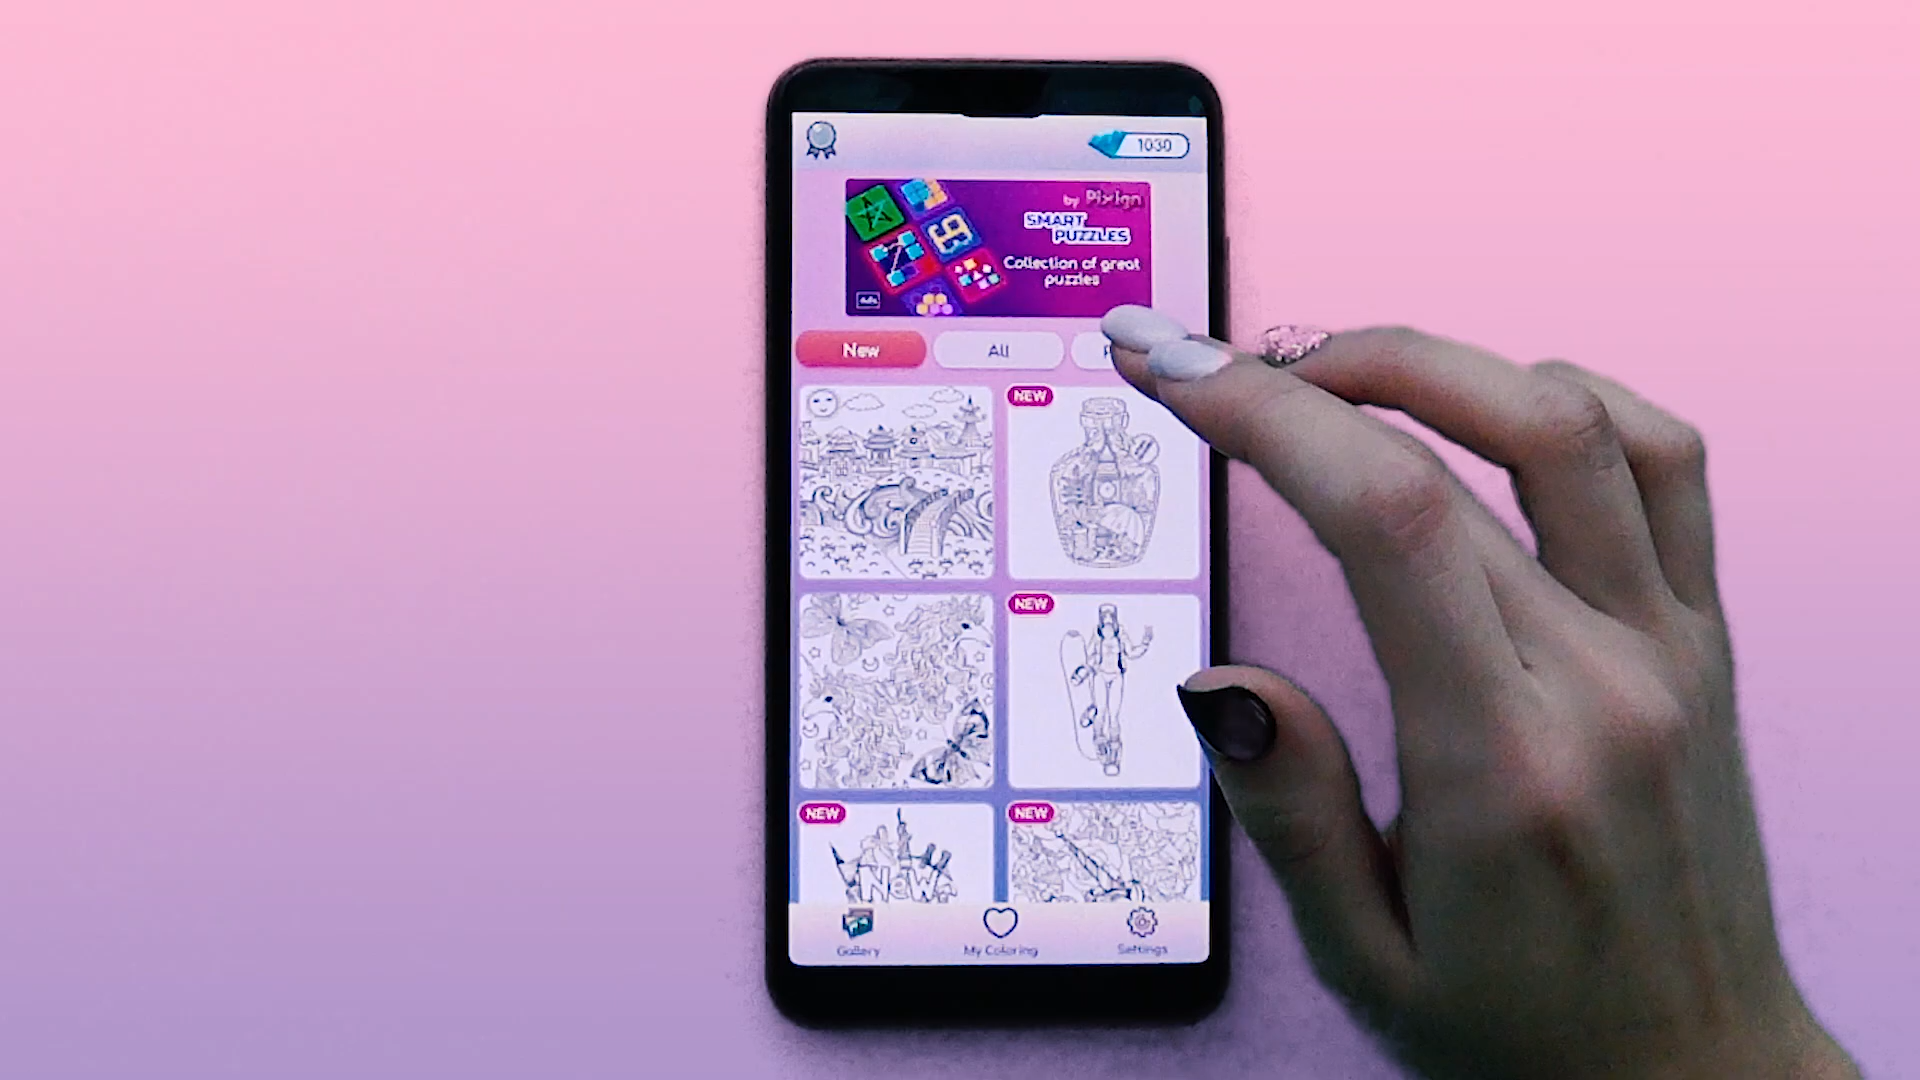 1030
by Pixign
SMART
PUZZLES
Collection of great
puzzles
New
All
NEW
NEW
NEW
NEW
NeW
Gallery
My Coloring
Settings